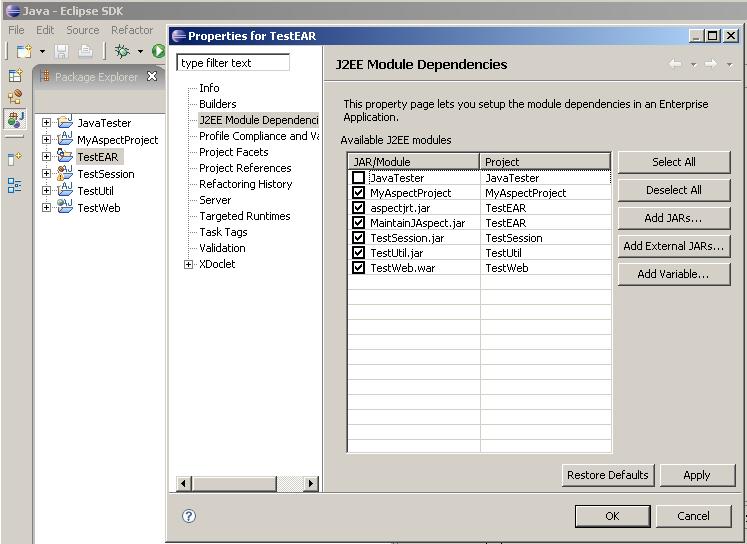 Java - Eclipse SDK
File Edit Source Refactor
Package Explorer
JavaTester
MyAspectProject
TestEAR
TestSession
TestUtil
TestWeb
Properties for TestEAR
type filter text
Info
Builders
J2EE Module Dependenci
Profile Compliance and Va
Project Facets
Project References
Refactoring History
Server
Targeted Runtimes
Task Tags
Validation
XDoclet
J2EE Module Dependencies
This property page lets you setup the module dependencies in an Enterprise
Application.
Available J2EE modules
JAR/Module Project
JavaTester JavaTester
MyAspectProject MyAspectProject
aspectjrt.jar TestEAR
MaintainJAspect.jar TestEAR
TestSession.jar TestSession
TestUtil.jar TestUtil
TestWeb.war TestWeb
Select All
Deselect All
Add JARs...
Add External JARs...
Add Variable...
Restore Defaults Apply
OK Cancel